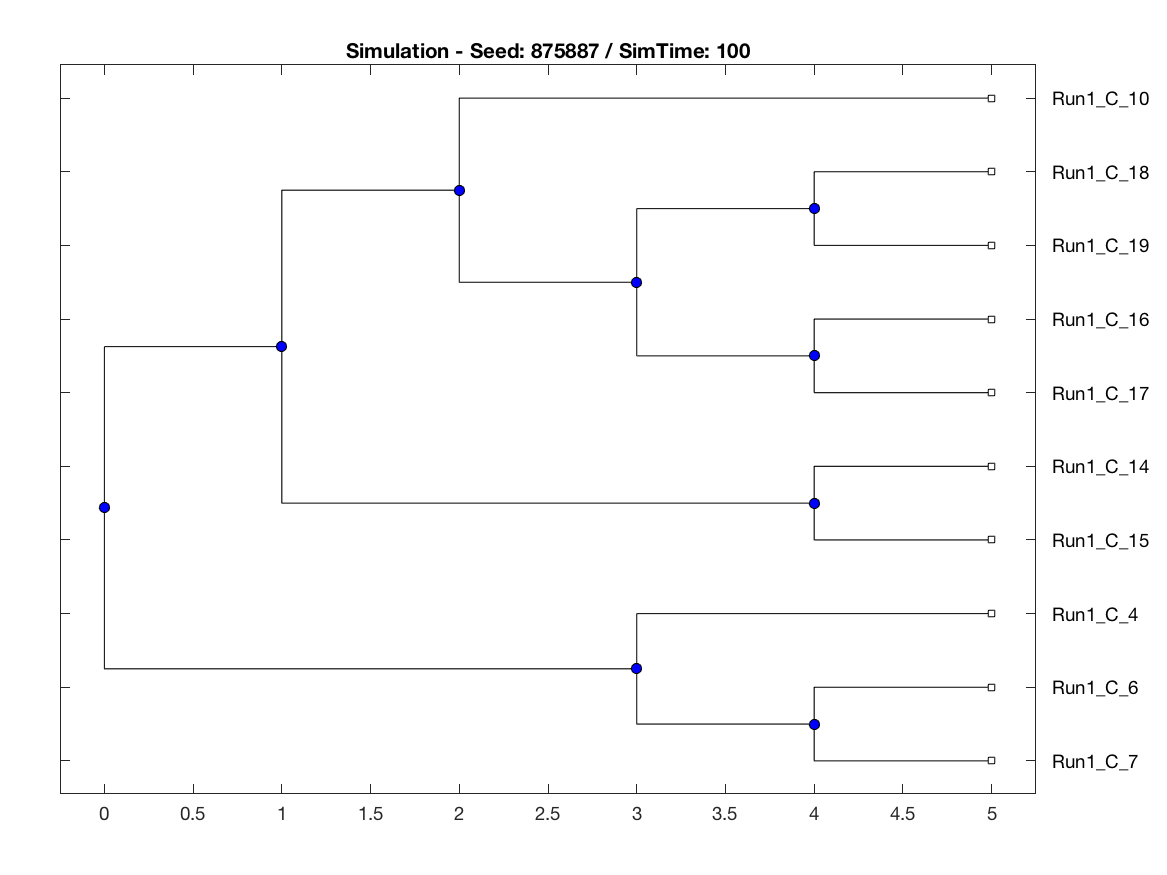 Simulation - Seed: 875887 / SimTime: 100
Run1_C_10
Run1_C_18
Run1_C_19
Run1_C_16
Run1_C_17
Run1_C_14
Run1_C_15
Run1_C_4
Run1_C_6
Run1_C_7
0 0.5 1 1.5 2 2.5 3 3.5 4 4.5 5